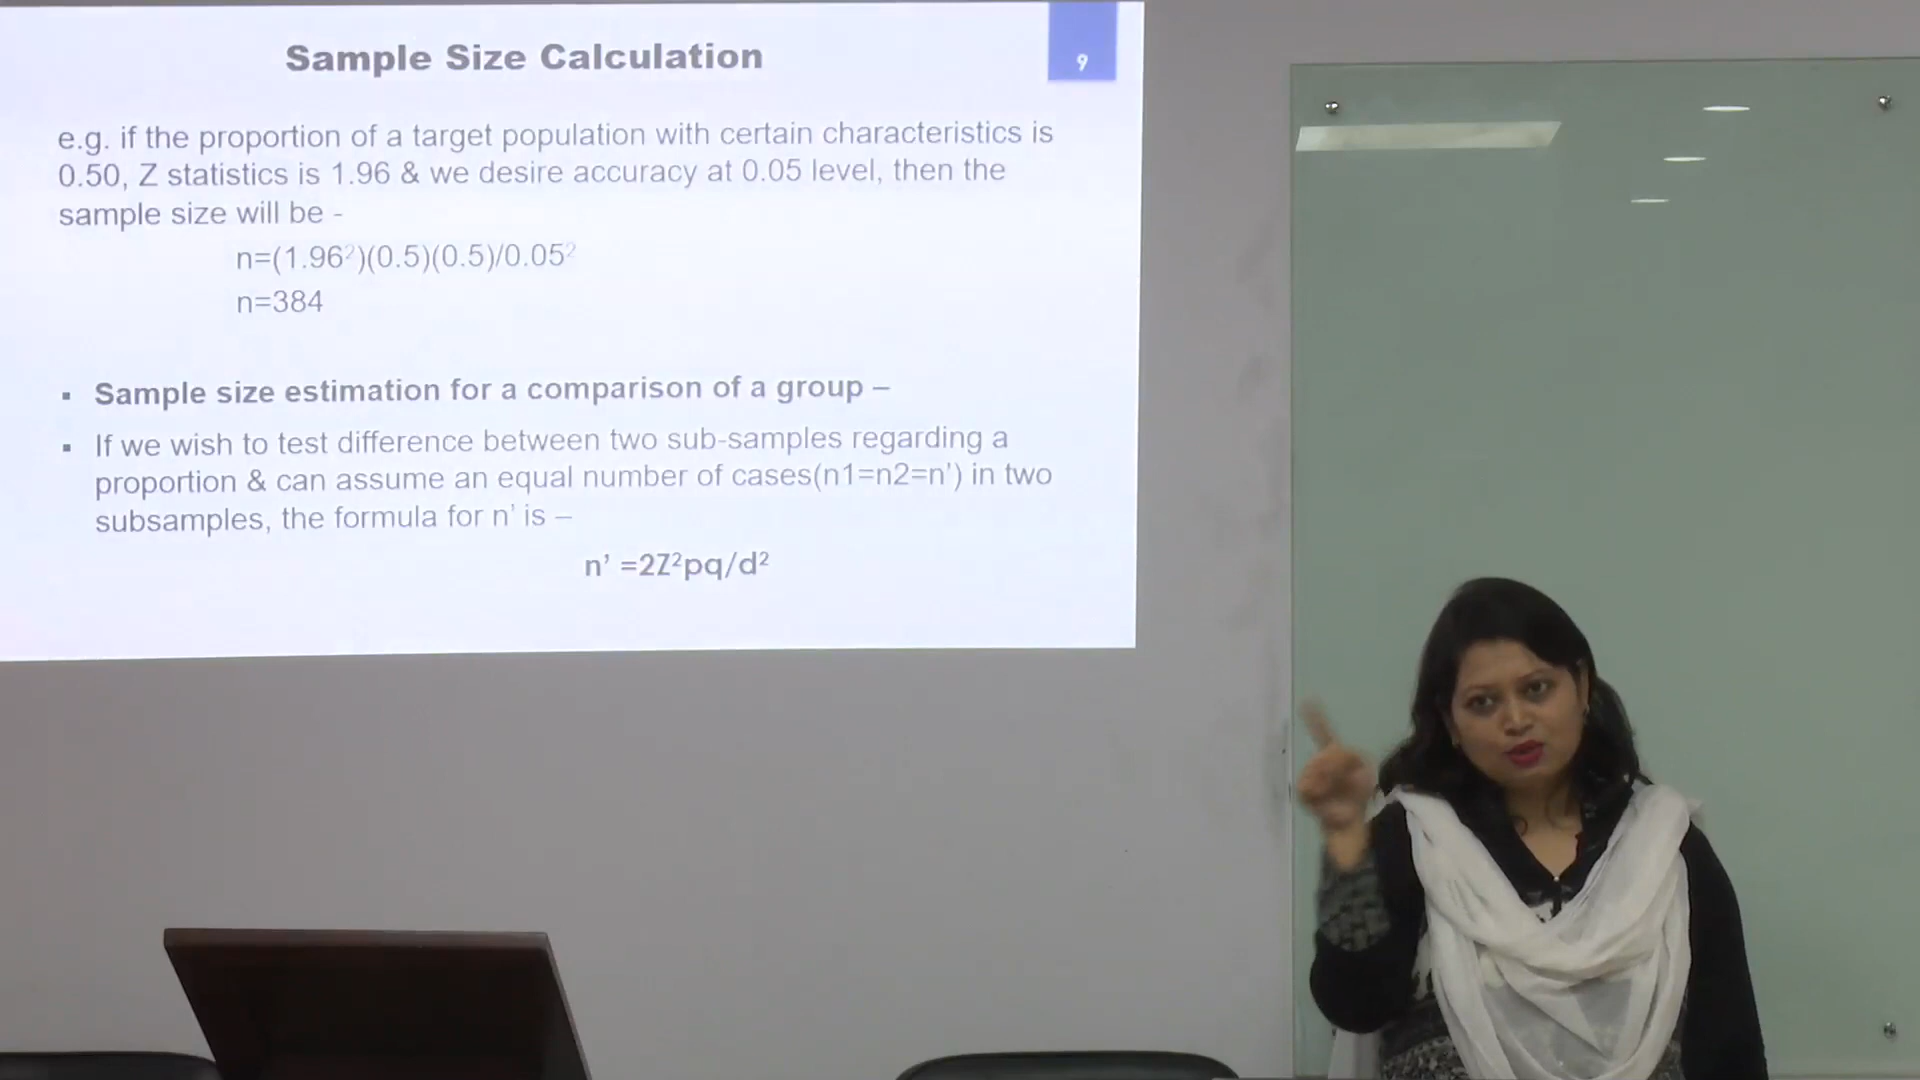 Sample Size Calculation
9
e.g. if the proportion of a target population with certain characteristics is
0.50, Z statistics is 1.96 & we desire accuracy at 0.05 level, then the
sample size will be -
n=(1.96²)(0.5)(0.5)/0.05²
n=384
▪ Sample size estimation for a comparison of a group –
▪ If we wish to test difference between two sub-samples regarding a
proportion & can assume an equal number of cases(n1=n2=n’) in two
subsamples, the formula for n’ is –
n’ =2Z²pq/d²